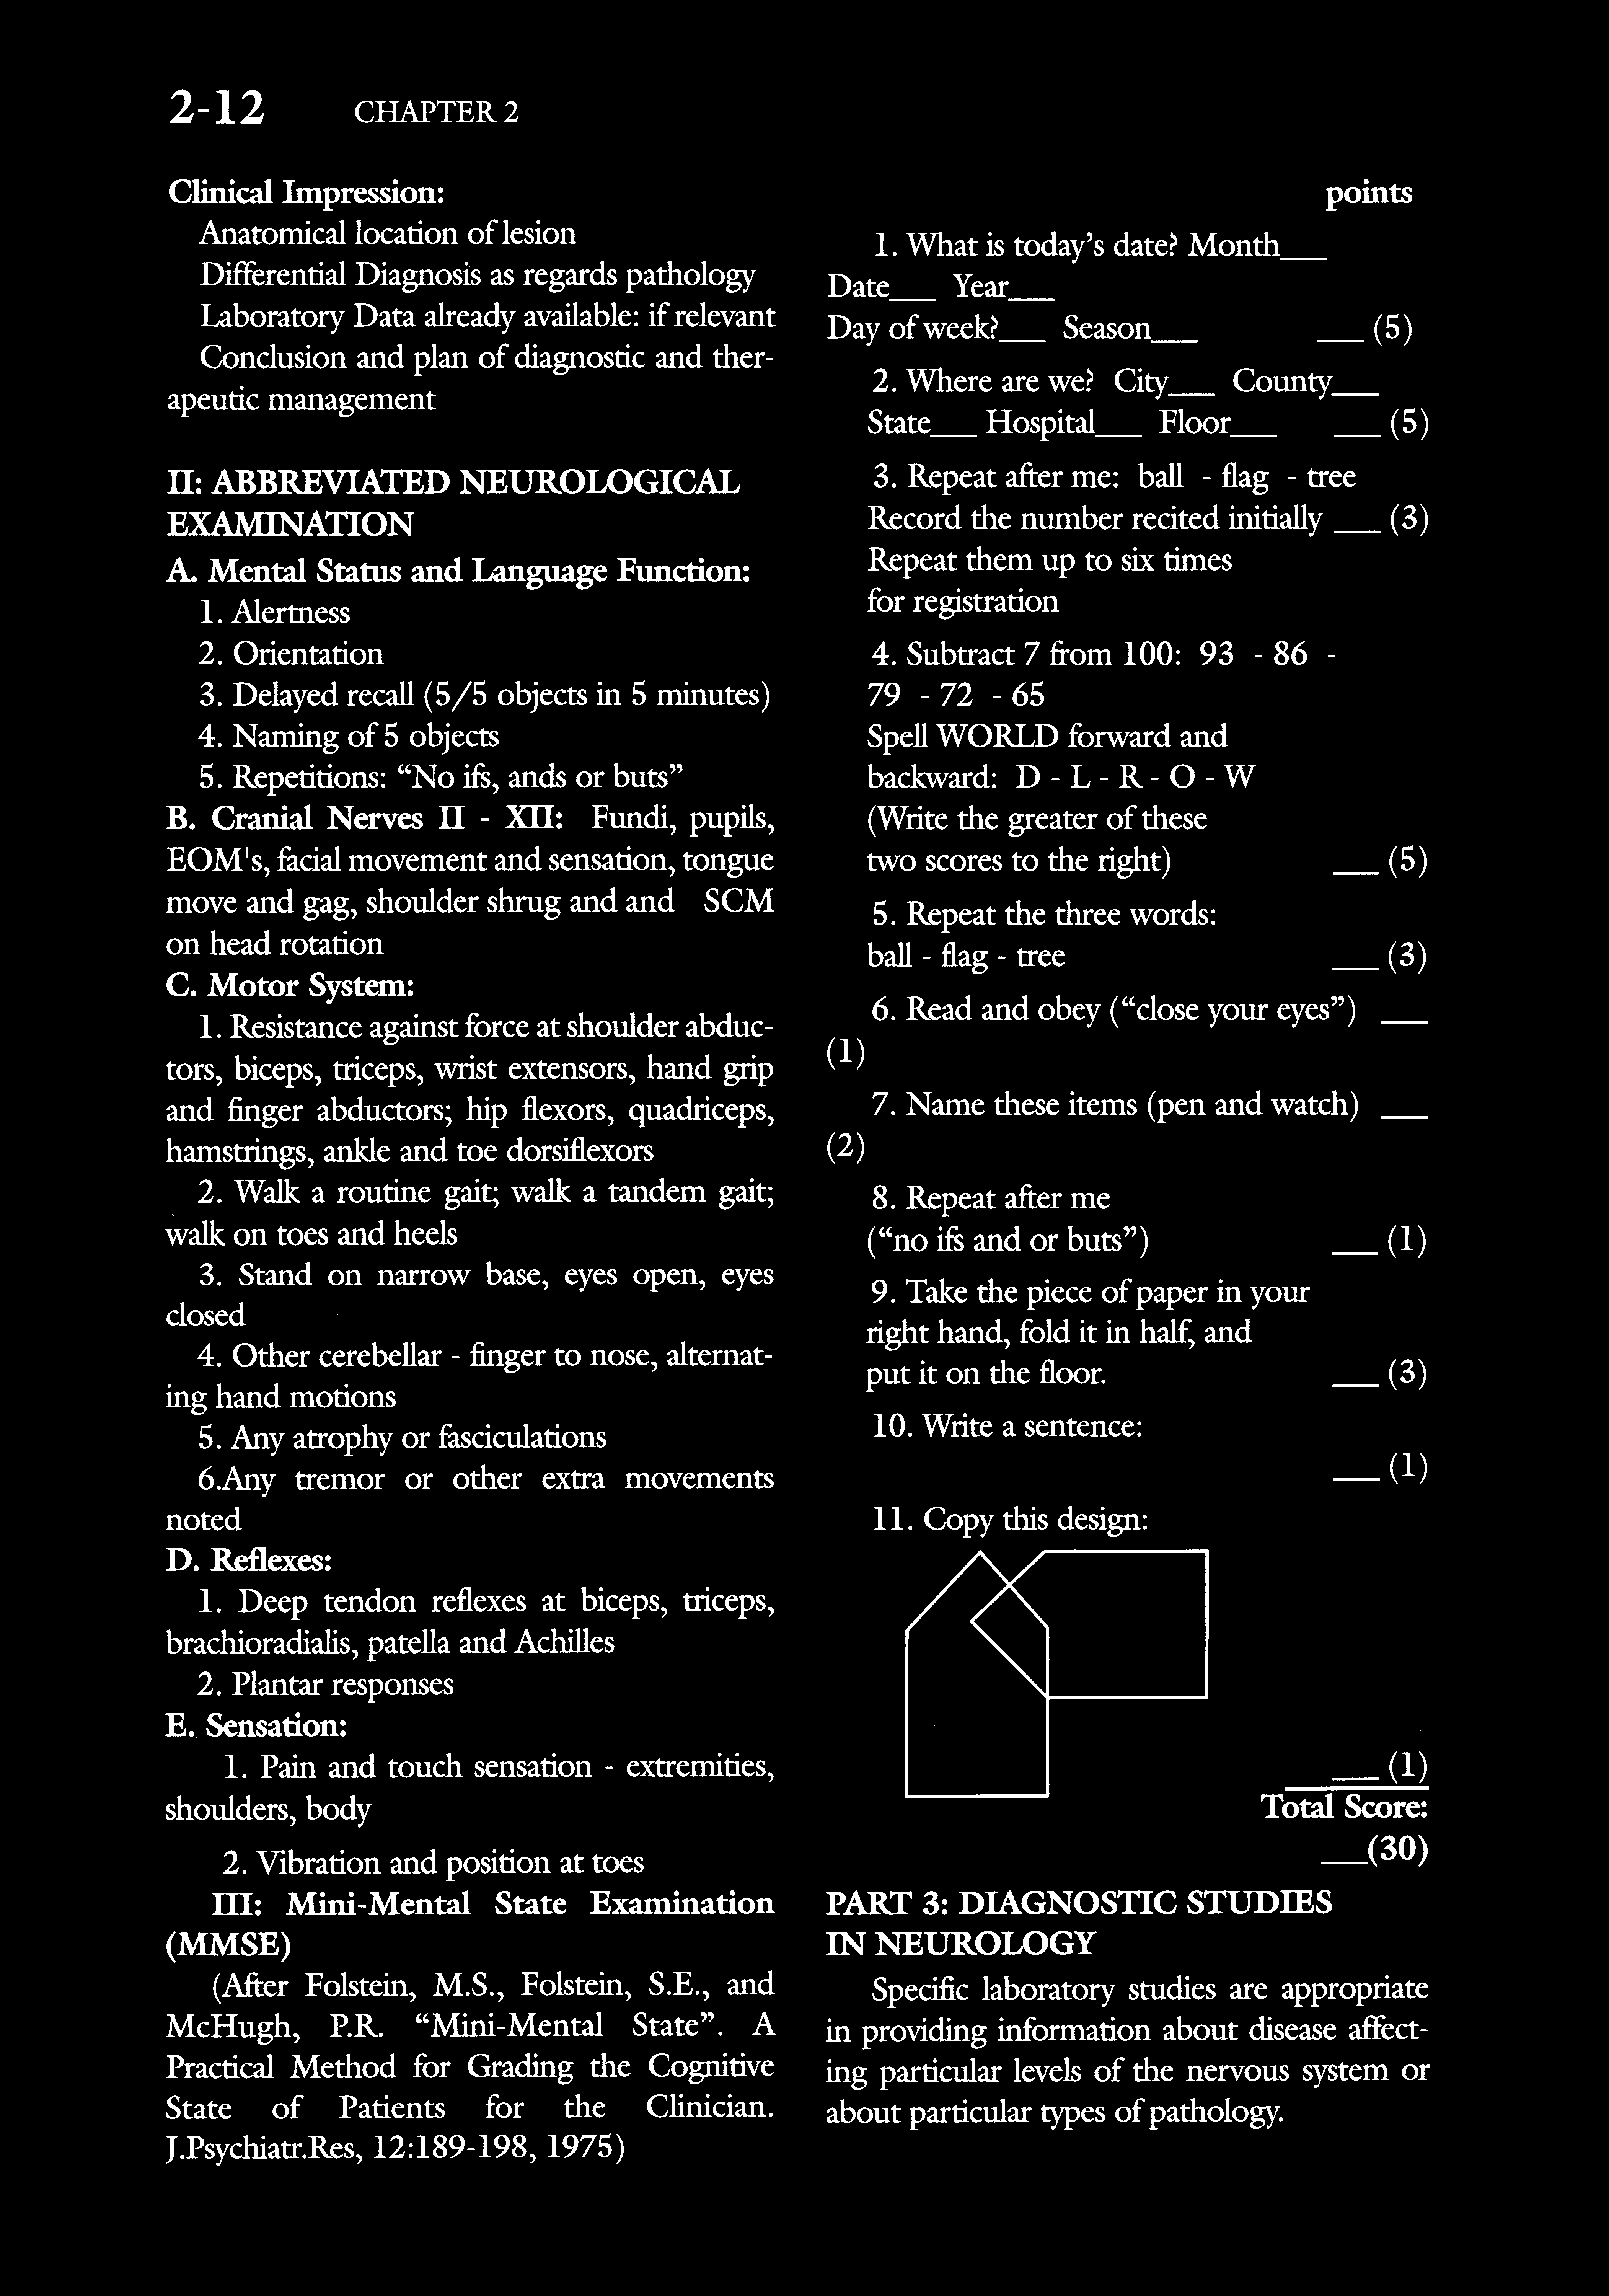 2-12 CHAPTER 2
Clinical Impression:
Anatomical location of lesion
Differential Diagnosis as regards pathology
Laboratory Data already available: if relevant
Conclusion and plan of diagnostic and ther-
apeutic management
II: ABBREVIATED NEUROLOGICAL
EXAMINATION
A. Mental Status and Language Function:
1. Alertness
2. Orientation
3. Delayed recall (5/5 objects in 5 minutes)
4. Naming of 5 objects
5. Repetitions: “No ifs, ands or buts”
B. Cranial Nerves II - XII: Fundi, pupils,
EOM's, facial movement and sensation, tongue
move and gag, shoulder shrug and and SCM
on head rotation
C. Motor System:
1. Resistance against force at shoulder abduc-
tors, biceps, triceps, wrist extensors, hand grip
and finger abductors; hip flexors, quadriceps,
hamstrings, ankle and toe dorsiflexors
2. Walk a routine gait; walk a tandem gait;
walk on toes and heels
3. Stand on narrow base, eyes open, eyes
closed
4. Other cerebellar - finger to nose, alternat-
ing hand motions
5. Any atrophy or fasciculations
6.Any tremor or other extra movements
noted
D. Reflexes:
1. Deep tendon reflexes at biceps, triceps,
brachioradialis, patella and Achilles
2. Plantar responses
E. Sensation:
1. Pain and touch sensation - extremities,
shoulders, body
2. Vibration and position at toes
III: Mini-Mental State Examination
(MMSE)
(After Folstein, M.S., Folstein, S.E., and
McHugh, P.R. “Mini-Mental State”. A
Practical Method for Grading the Cognitive
State of Patients for the Clinician.
J.Psychiatr.Res, 12:189-198, 1975)
points
1. What is today’s date? Month___
Date___ Year___
Day of week?___ Season___ ___(5)
2. Where are we? City___ County___
State___ Hospital___ Floor___ ___(5)
3. Repeat after me: ball - flag - tree
Record the number recited initially ___(3)
Repeat them up to six times
for registration
4. Subtract 7 from 100: 93 - 86 -
79 - 72 - 65
Spell WORLD forward and
backward: D - L - R - O - W
(Write the greater of these
two scores to the right) ___(5)
5. Repeat the three words:
ball - flag - tree ___(3)
6. Read and obey (“close your eyes”) ___
(1)
7. Name these items (pen and watch) ___
(2)
8. Repeat after me
(“no ifs and or buts”) ___(1)
9. Take the piece of paper in your
right hand, fold it in half, and
put it on the floor. ___(3)
10. Write a sentence:
___(1)
11. Copy this design:
___(1)
Total Score:
___(30)
PART 3: DIAGNOSTIC STUDIES
IN NEUROLOGY
Specific laboratory studies are appropriate
in providing information about disease affect-
ing particular levels of the nervous system or
about particular types of pathology.